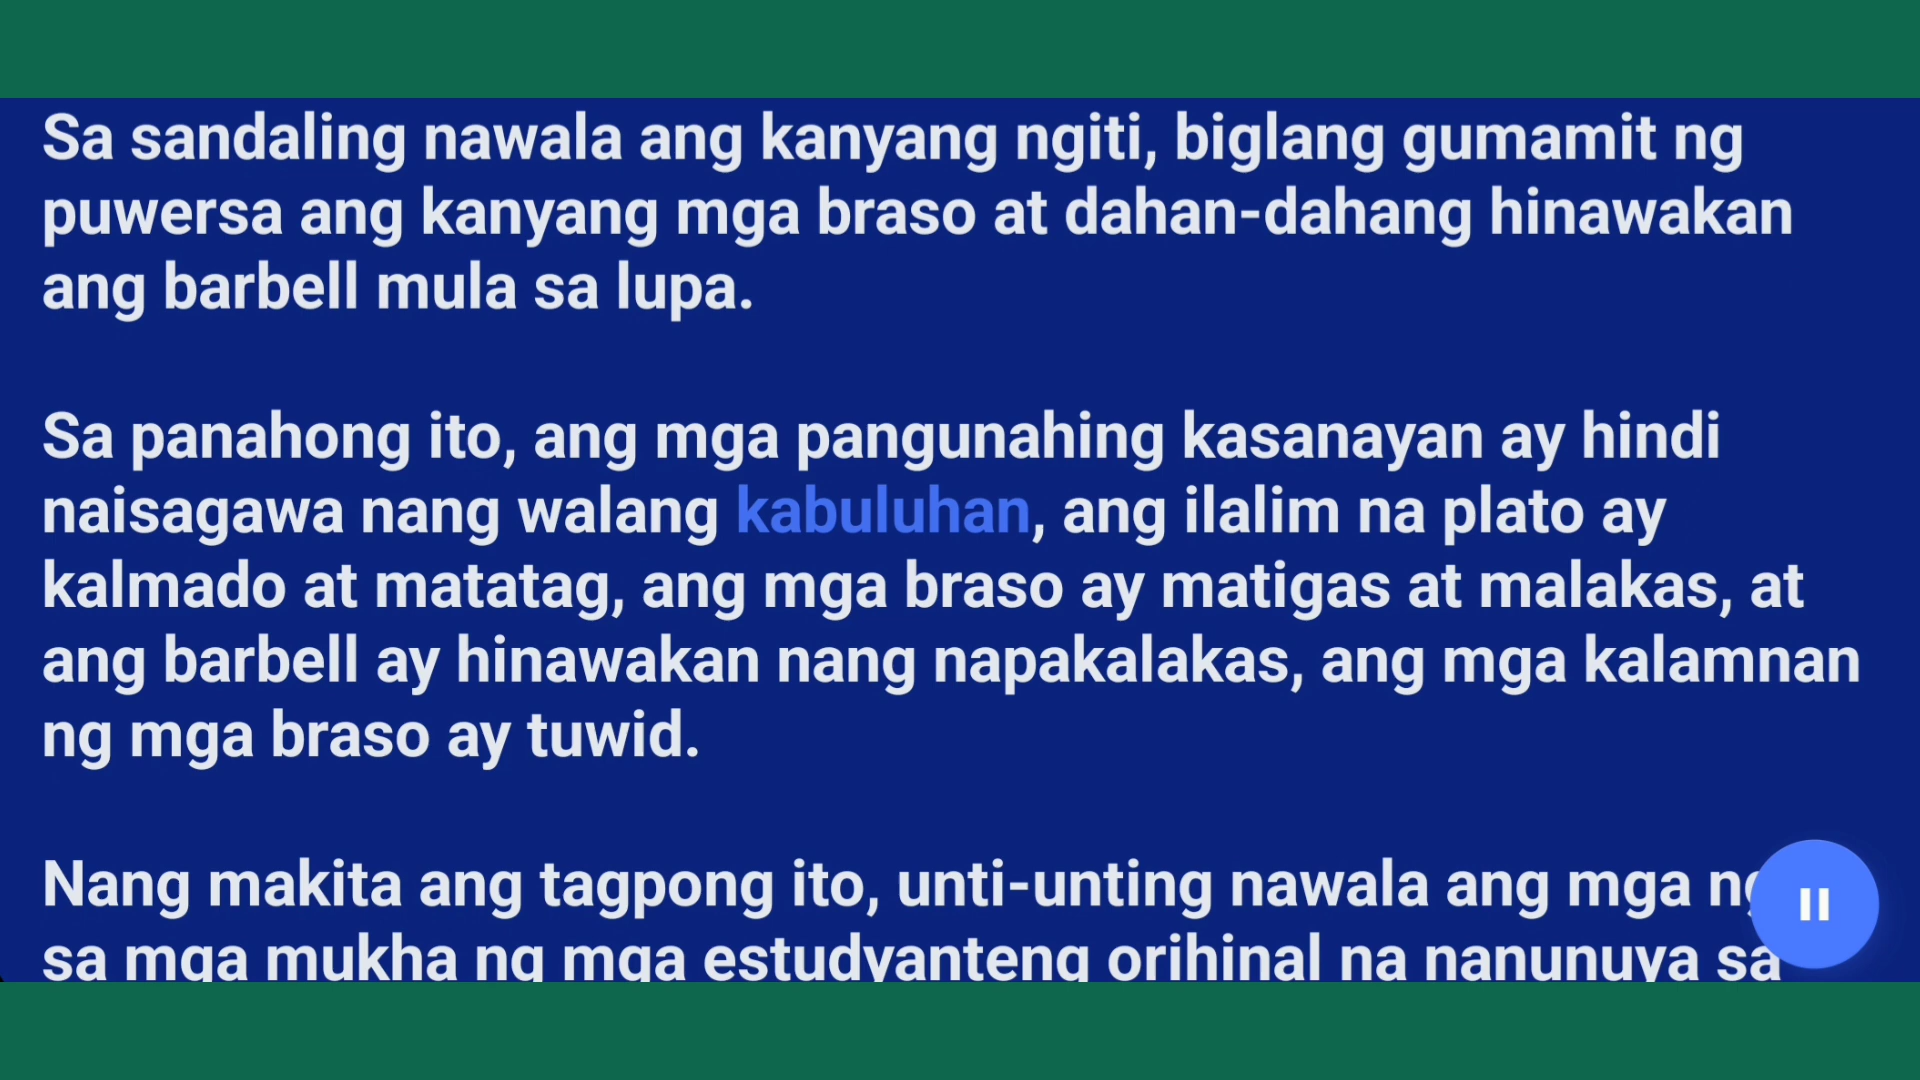 Sa sandaling nawala ang kanyang ngiti, biglang gumamit ng
puwersa ang kanyang mga braso at dahan-dahang hinawakan
ang barbell mula sa lupa.
Sa panahong ito, ang mga pangunahing kasanayan ay hindi
naisagawa nang walang kabuluhan, ang ilalim na plato ay
kalmado at matatag, ang mga braso ay matigas at malakas, at
ang barbell ay hinawakan nang napakalakas, ang mga kalamnan
ng mga braso ay tuwid.
Nang makita ang tagpong ito, unti-unting nawala ang mga
sa mga mukha ng mga estudyanteng orihinal na nanunuya sa